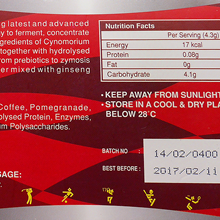 g latest and advanced
y to ferment, concentrate
gredients of Cynomorium
together with hydrolysed
from prebiotics to zymosis
er mixed with ginseng
Coffee, Pomegranade,
olysed Protein, Enzymes,
m Polysaccharides.
SAGE:
Nutrition Facts
Per Serving (4.3g)
Energy 17 kcal
Protein 0.08g
Fat 0g
Carbohydrate 4.1g
• KEEP AWAY FROM SUNLIGHT
• STORE IN A COOL & DRY PLA
BELOW 28°C
BATCH NO :
14/02/0400
BEST BEFORE :
2017/02/11